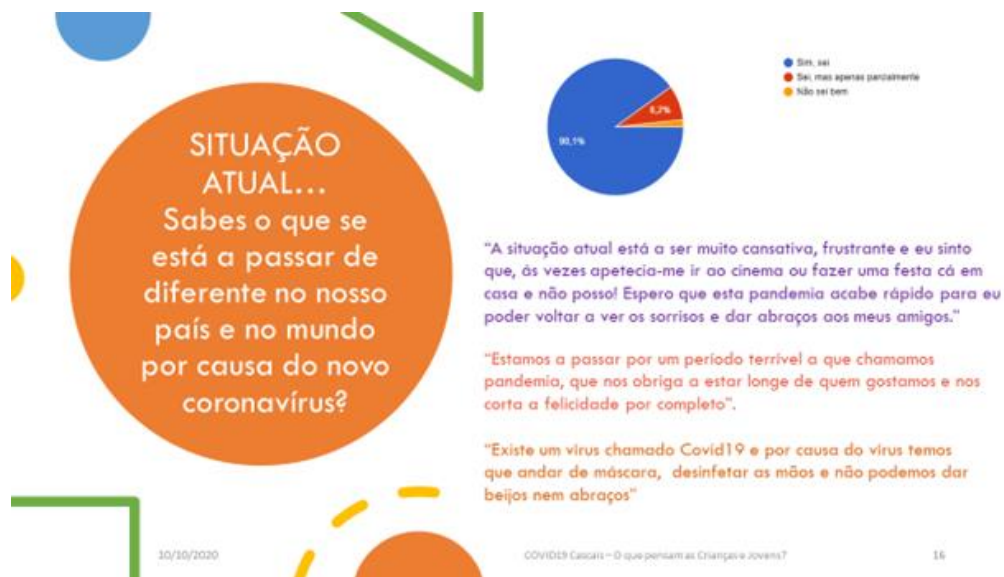 SITUAÇÃO
ATUAL...
Sabes o que se
está a passar de
diferente no nosso
país e no mundo
por causa do novo
coronavírus?
Sim, sei
Sei, mas apenas parcialmente
Não sei bem
8,2%
90,1%
"A situação atual está a ser muito cansativa, frustrante e eu sinto
que, ás vezes apetecia-me ir ao cinema ou fazer uma festa cá em
casa e não posso! Espero que esta pandemia acabe rápido para eu
poder voltar a ver os sorrisos e dar abraços aos meus amigos."
"Estamos a passar por um período terrível a que chamamos
pandemia, que nos obriga a estar longe de quem gostamos e nos
corta a felicidade por completo".
"Existe um vírus chamado Covid19 e por causa do vírus temos
que andar de máscara, desinfetar as mãos e não podemos dar
beijos nem abraços"
10/10/2020
COVID19 Cascais – O que pensam as Crianças e Jovens?
16